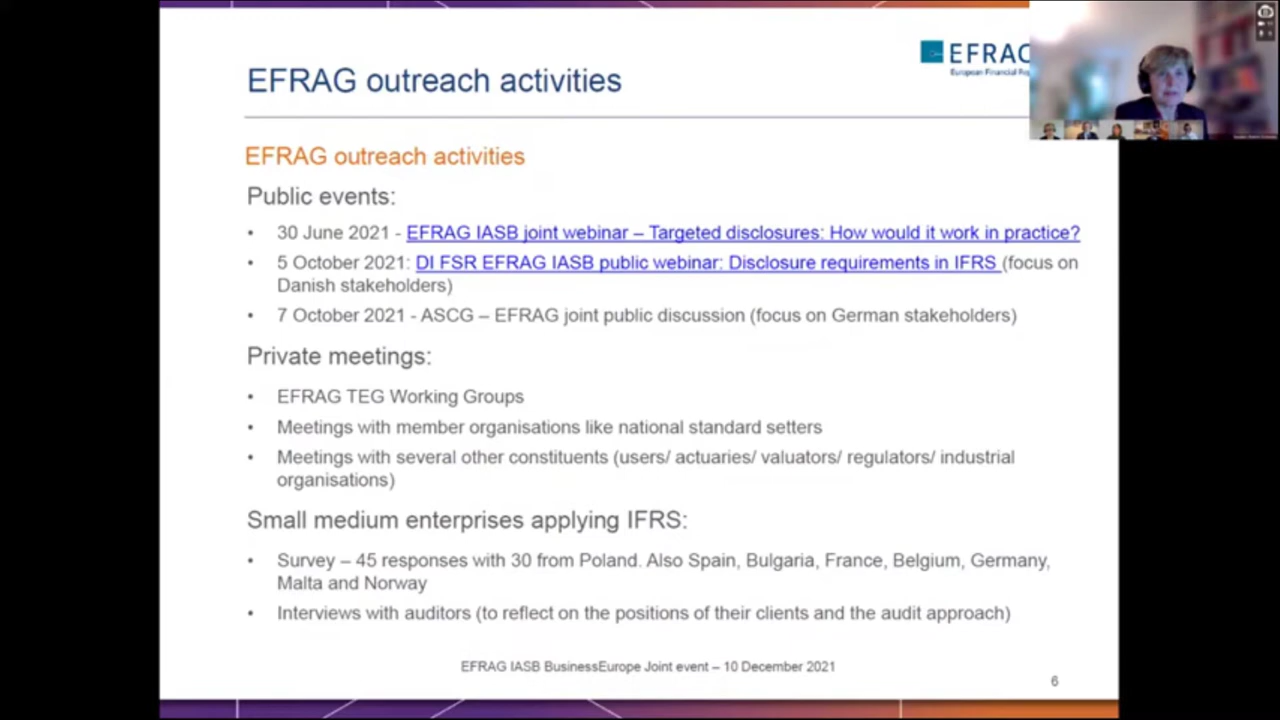 EFRAG outreach activities
EFRAG
European Financial
EFRAG outreach activities
Public events:
• 30 June 2021 - EFRAG IASB joint webinar – Targeted disclosures: How would it work in practice?
• 5 October 2021: DI FSR EFRAG IASB public webinar: Disclosure requirements in IFRS (focus on
Danish stakeholders)
• 7 October 2021 - ASCG – EFRAG joint public discussion (focus on German stakeholders)
Private meetings:
• EFRAG TEG Working Groups
• Meetings with member organisations like national standard setters
• Meetings with several other constituents (users/ actuaries/ valuators/ regulators/ industrial
organisations)
Small medium enterprises applying IFRS:
• Survey – 45 responses with 30 from Poland. Also Spain, Bulgaria, France, Belgium, Germany,
Malta and Norway
• Interviews with auditors (to reflect on the positions of their clients and the audit approach)
EFRAG IASB BusinessEurope Joint event – 10 December 2021
6